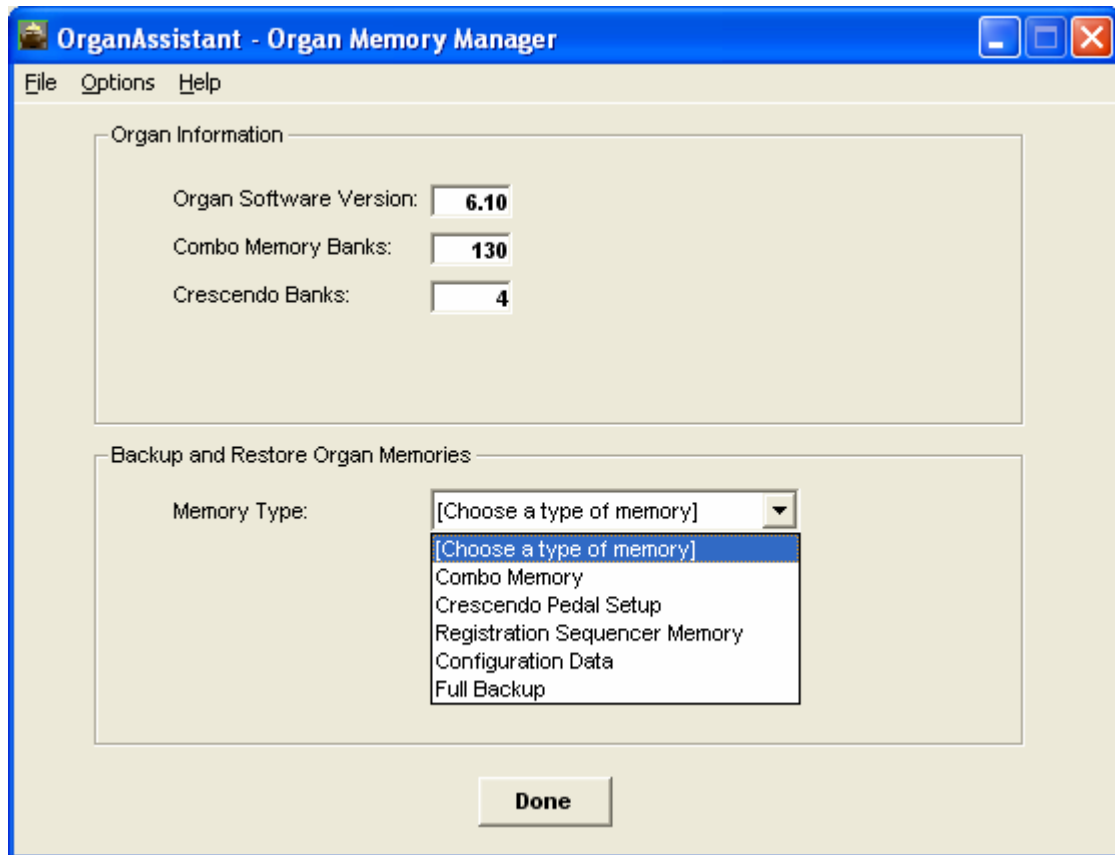 OrganAssistant - Organ Memory Manager
File Options Help
Organ Information
Organ Software Version: 6.10
Combo Memory Banks: 130
Crescendo Banks: 4
Backup and Restore Organ Memories
Memory Type: [Choose a type of memory]
[Choose a type of memory]
Combo Memory
Crescendo Pedal Setup
Registration Sequencer Memory
Configuration Data
Full Backup
Done